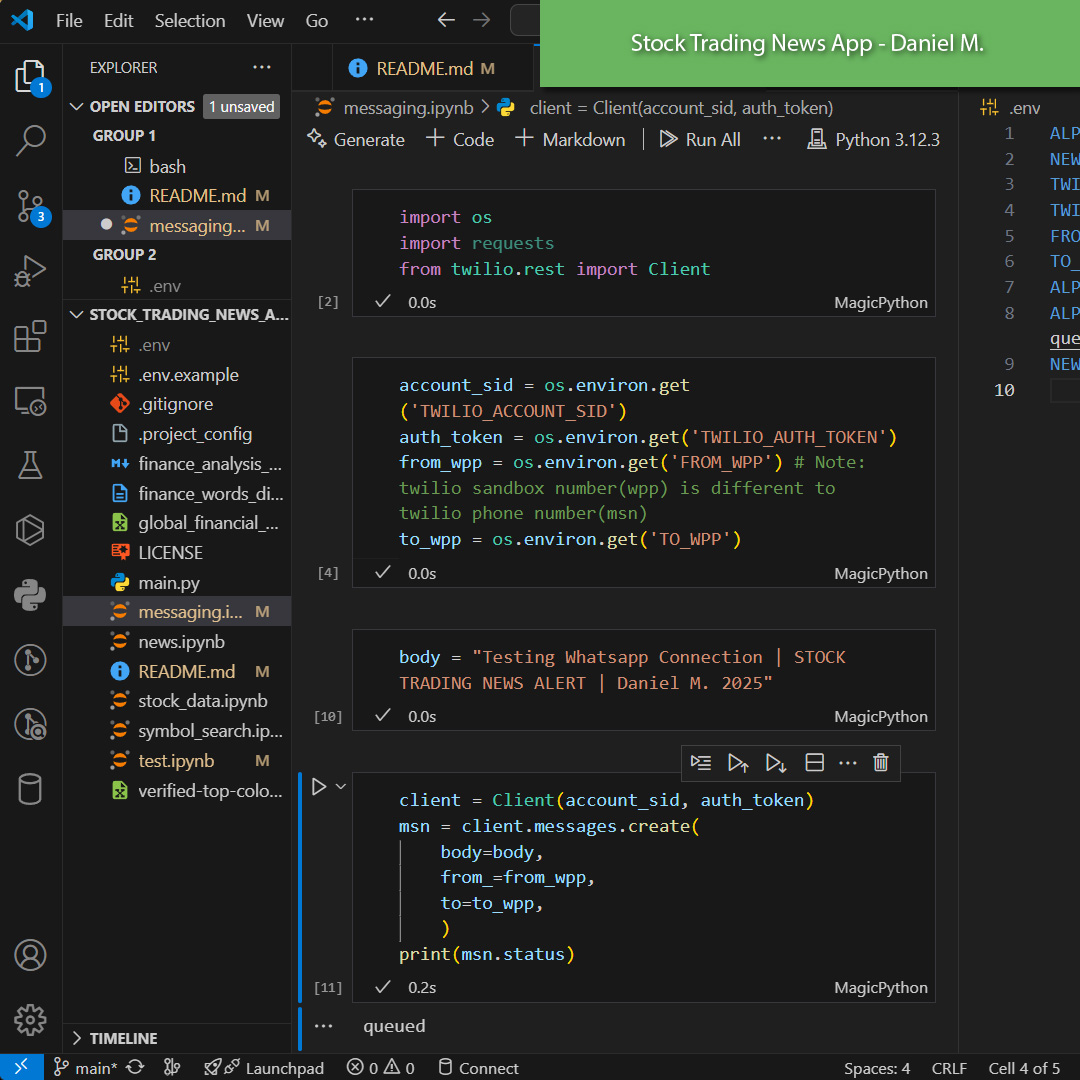 File Edit Selection View Go ...
Stock Trading News App - Daniel M.
1
EXPLORER
OPEN EDITORS 1 unsaved
GROUP 1
bash
README.md M
messaging... M
GROUP 2
.env
STOCK_TRADING_NEWS_A...
.env
.env.example
.gitignore
.project_config
finance_analysis_...
finance_words_di...
global_financial_...
LICENSE
main.py
messaging.i... M
news.ipynb
README.md M
stock_data.ipynb
symbol_search.ip...
test.ipynb M
verified-top-colo...
TIMELINE
3
README.md M
messaging.ipynb > client = Client(account_sid, auth_token)
Generate + Code + Markdown | Run All ... Python 3.12.3
import os
import requests
from twilio.rest import Client
[2] 0.0s MagicPython
account_sid = os.environ.get
('TWILIO_ACCOUNT_SID')
auth_token = os.environ.get('TWILIO_AUTH_TOKEN')
from_wpp = os.environ.get('FROM_WPP') # Note:
twilio sandbox number(wpp) is different to
twilio phone number(msn)
to_wpp = os.environ.get('TO_WPP')
[4] 0.0s MagicPython
body = "Testing Whatsapp Connection | STOCK
TRADING NEWS ALERT | Daniel M. 2025"
[10] 0.0s MagicPython
client = Client(account_sid, auth_token)
msn = client.messages.create(
body=body,
from_=from_wpp,
to=to_wpp,
)
print(msn.status)
[11] 0.2s MagicPython
... queued
.env
1 ALP
2 NEW
3 TWI
4 TWI
5 FRO
6 TO_
7 ALP
8 ALP
que
9 NEW
10
main* Launchpad 0 0 Connect Spaces: 4 CRLF Cell 4 of 5